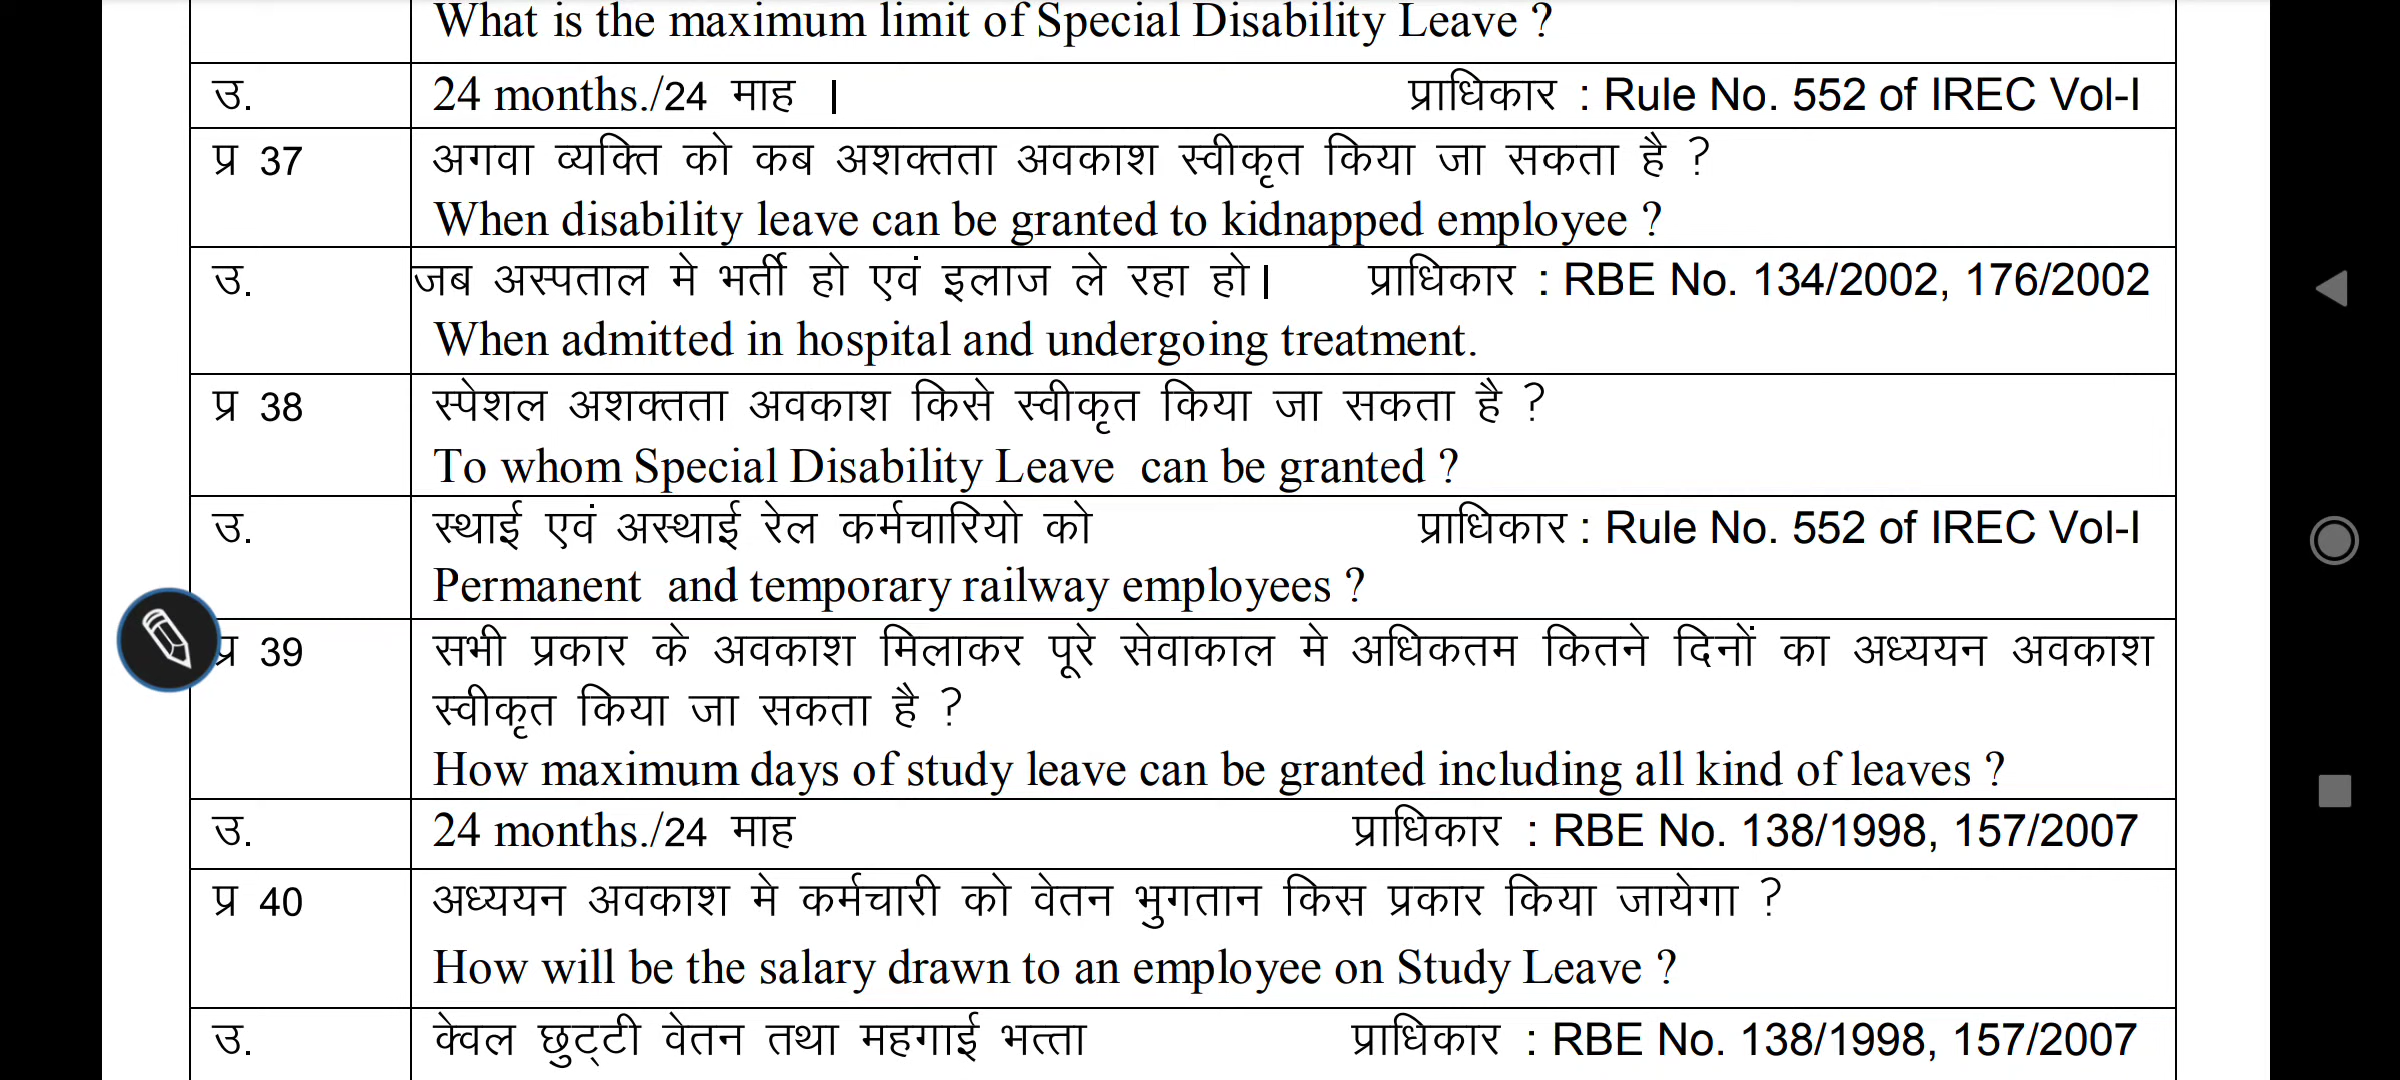 What is the maximum limit of Special Disability Leave ?
उ. 24 months./24 माह । प्राधिकार : Rule No. 552 of IREC Vol-I
प्र 37 अगवा व्यक्ति को कब अशक्तता अवकाश स्वीकृत किया जा सकता है ?
When disability leave can be granted to kidnapped employee ?
उ. जब अस्पताल मे भर्ती हो एवं इलाज ले रहा हो। प्राधिकार : RBE No. 134/2002, 176/2002
When admitted in hospital and undergoing treatment.
प्र 38 स्पेशल अशक्तता अवकाश किसे स्वीकृत किया जा सकता है ?
To whom Special Disability Leave can be granted ?
उ. स्थाई एवं अस्थाई रेल कर्मचारियो को प्राधिकार : Rule No. 552 of IREC Vol-I
Permanent and temporary railway employees ?
प्र 39 सभी प्रकार के अवकाश मिलाकर पूरे सेवाकाल मे अधिकतम कितने दिनों का अध्ययन अवकाश
स्वीकृत किया जा सकता है ?
How maximum days of study leave can be granted including all kind of leaves ?
उ. 24 months./24 माह प्राधिकार : RBE No. 138/1998, 157/2007
प्र 40 अध्ययन अवकाश मे कर्मचारी को वेतन भुगतान किस प्रकार किया जायेगा ?
How will be the salary drawn to an employee on Study Leave ?
उ. केवल छुट्टी वेतन तथा महगाई भत्ता प्राधिकार : RBE No. 138/1998, 157/2007